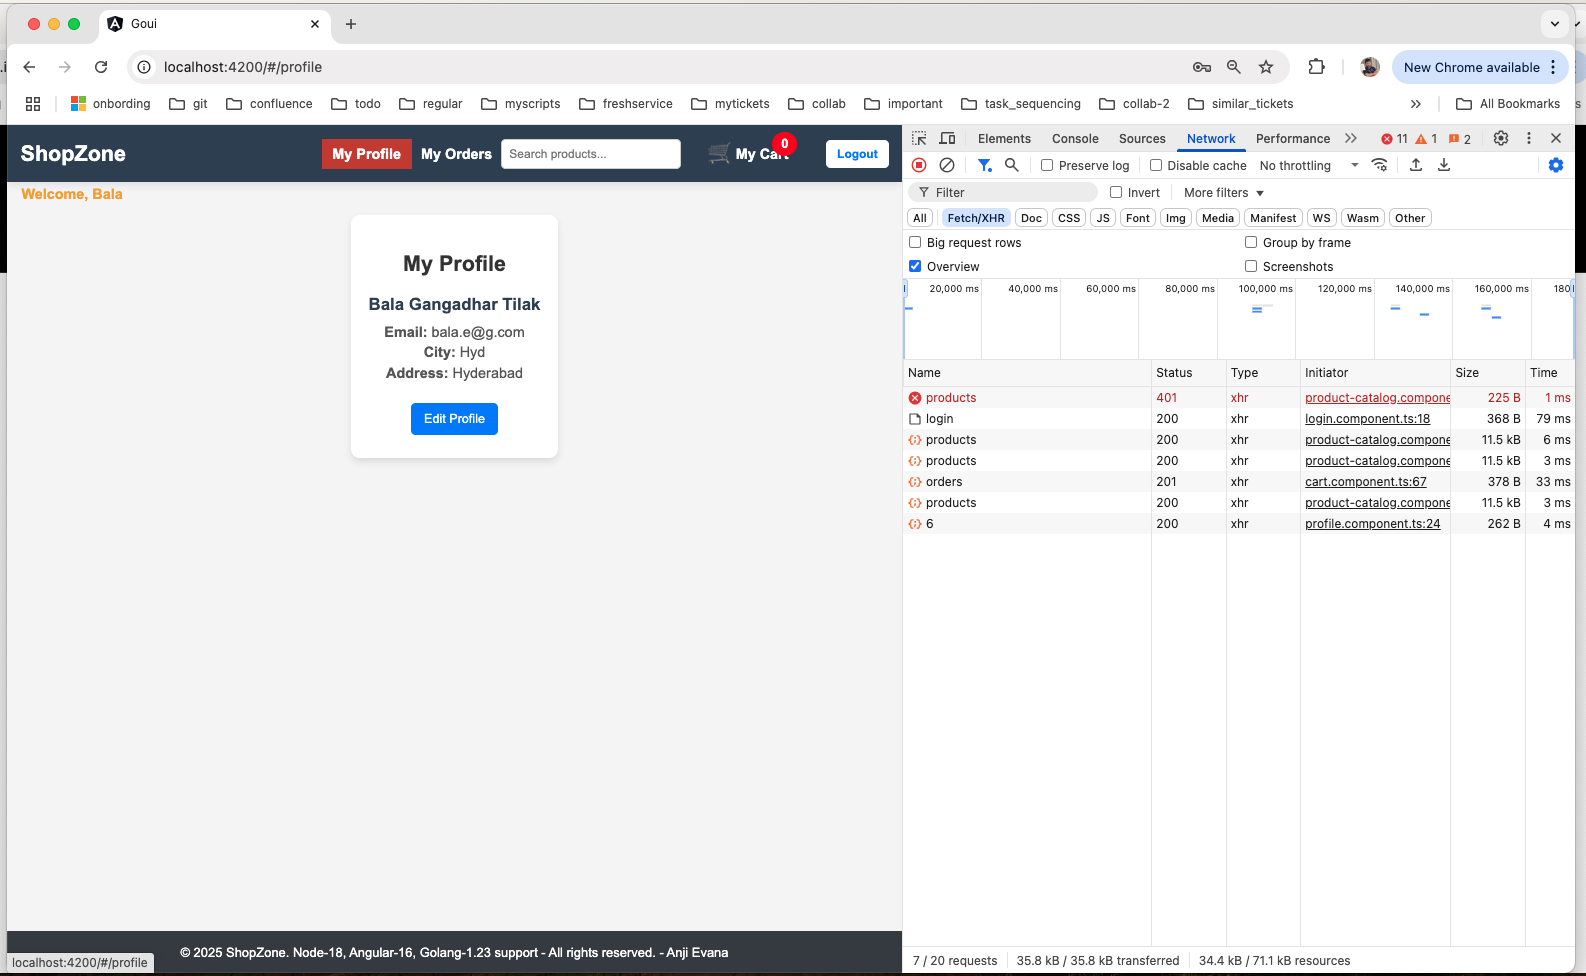 Goui
localhost:4200/#/profile
New Chrome available
onbording git confluence todo regular myscripts freshservice mytickets collab important task_sequencing collab-2 similar_tickets » All Bookmarks
ShopZone My Profile My Orders Search products... My Cart 0 Logout
Welcome, Bala
My Profile
Bala Gangadhar Tilak
Email: bala.e@g.com
City: Hyd
Address: Hyderabad
Edit Profile
© 2025 ShopZone. Node-18, Angular-16, Golang-1.23 support - All rights reserved. - Anji Evana
localhost:4200/#/profile
Elements Console Sources Network Performance 11 1 2
Preserve log Disable cache No throttling
Filter Invert More filters
All Fetch/XHR Doc CSS JS Font Img Media Manifest WS Wasm Other
Big request rows Group by frame
Overview Screenshots
20,000 ms 40,000 ms 60,000 ms 80,000 ms 100,000 ms 120,000 ms 140,000 ms 160,000 ms 180
Name Status Type Initiator Size Time
products 401 xhr product-catalog.compone 225 B 1 ms
login 200 xhr login.component.ts:18 368 B 79 ms
products 200 xhr product-catalog.compone 11.5 kB 6 ms
products 200 xhr product-catalog.compone 11.5 kB 3 ms
orders 201 xhr cart.component.ts:67 378 B 33 ms
products 200 xhr product-catalog.compone 11.5 kB 3 ms
6 200 xhr profile.component.ts:24 262 B 4 ms
7 / 20 requests 35.8 kB / 35.8 kB transferred 34.4 kB / 71.1 kB resources